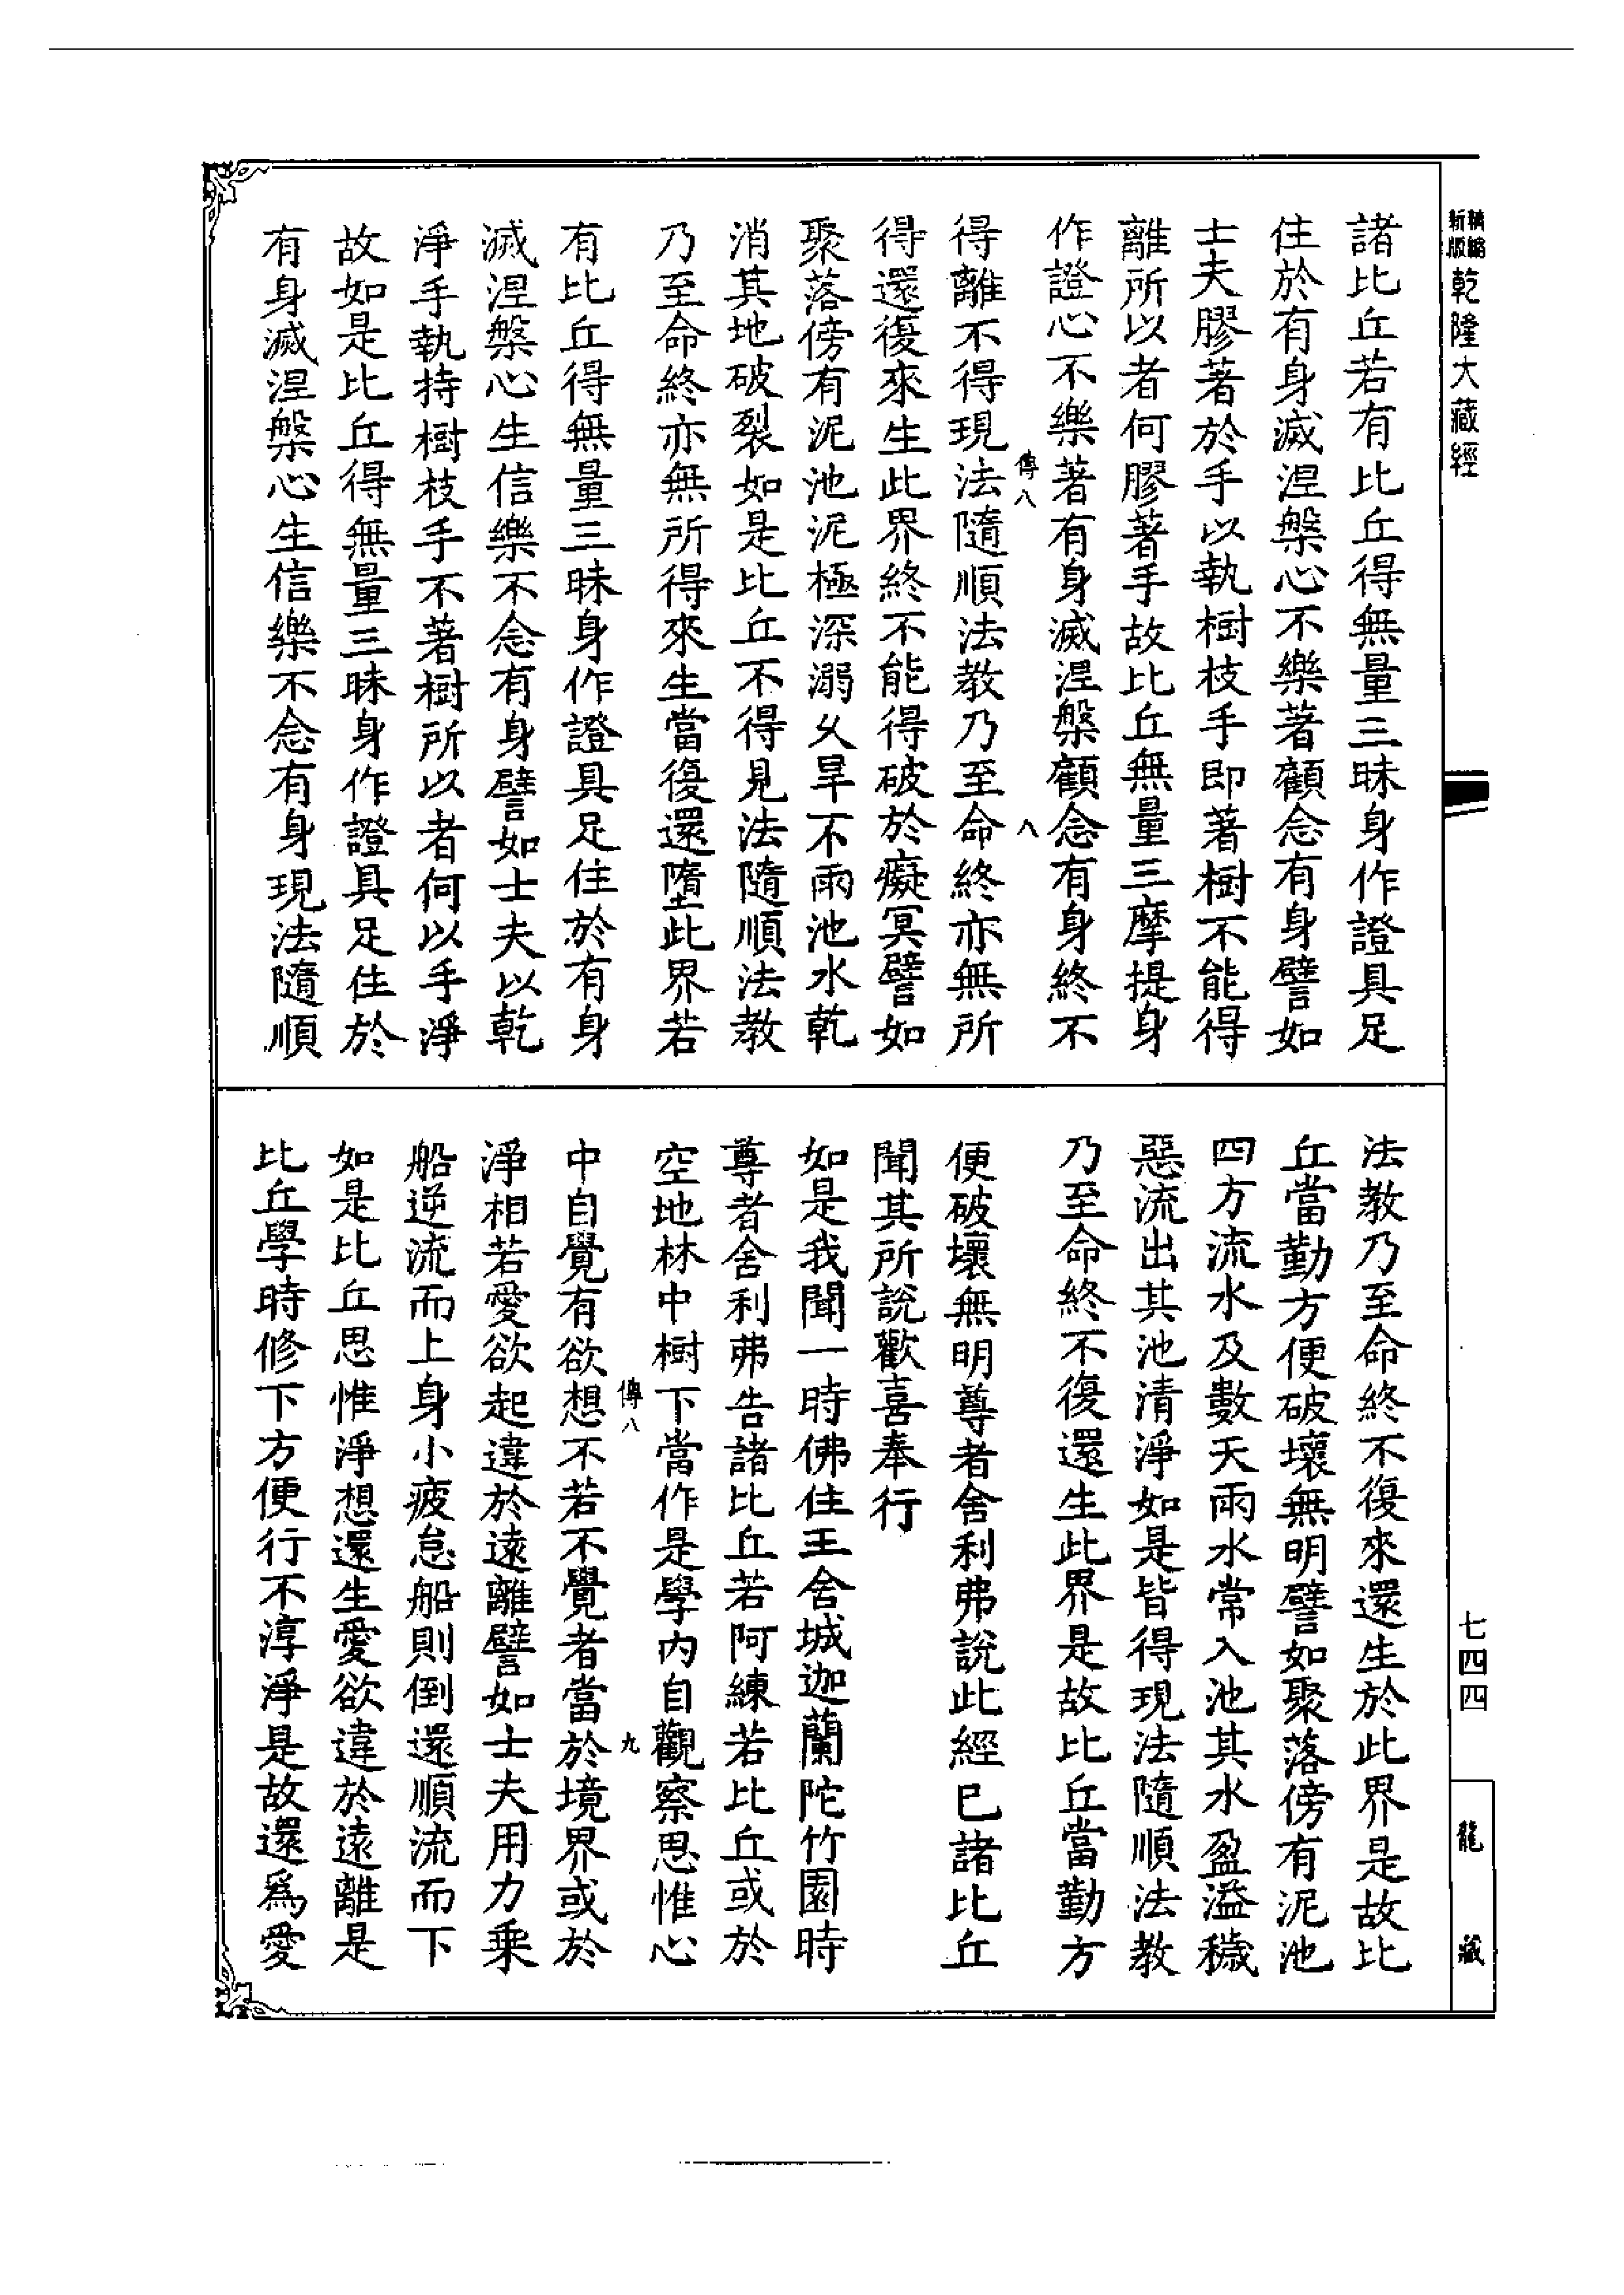 精縮
新版
乾隆大藏經
諸比丘若有比丘得無量三昧身作證具足
住於有身滅涅槃心不樂著顧念有身譬如
士夫膠著於手以執樹枝手即著樹不能得
離所以者何膠著手故比丘無量三摩提身
作證心不樂著有身滅涅槃顧念有身終不
傳八
八
得離不得現法隨順法教乃至命終亦無所
得還復來生此界終不能得破於癡冥譬如
聚落傍有泥池泥極深溺久旱不雨池水乾
消其地破裂如是比丘不得見法隨順法教
乃至命終亦無所得來生當復還墮此界若
有比丘得無量三昧身作證具足住於有身
滅涅槃心生信樂不念有身譬如士夫以乾
淨手執持樹枝手不著樹所以者何以手淨
故如是比丘得無量三昧身作證具足住於
有身滅涅槃心生信樂不念有身現法隨順
法教乃至命終不復來還生於此界是故比
丘當勤方便破壞無明譬如聚落傍有泥池
四方流水及數天雨水常入池其水盈溢穢
惡流出其池清淨如是皆得現法隨順法教
乃至命終不復還生此界是故比丘當勤方
便破壞無明尊者舍利弗說此經已諸比丘
聞其所說歡喜奉行
如是我聞一時佛住王舍城迦蘭陀竹園時
尊者舍利弗告諸比丘若阿練若比丘或於
空地林中樹下當作是學內自觀察思惟心
傳八
九
中自覺有欲想不若不覺者當於境界或於
淨相若愛欲起違於遠離譬如士夫用力乘
船逆流而上身小疲怠船則倒還順流而下
如是比丘思惟淨想還生愛欲違於遠離是
比丘學時修下方便行不淳淨是故還為愛
七四四
龍藏